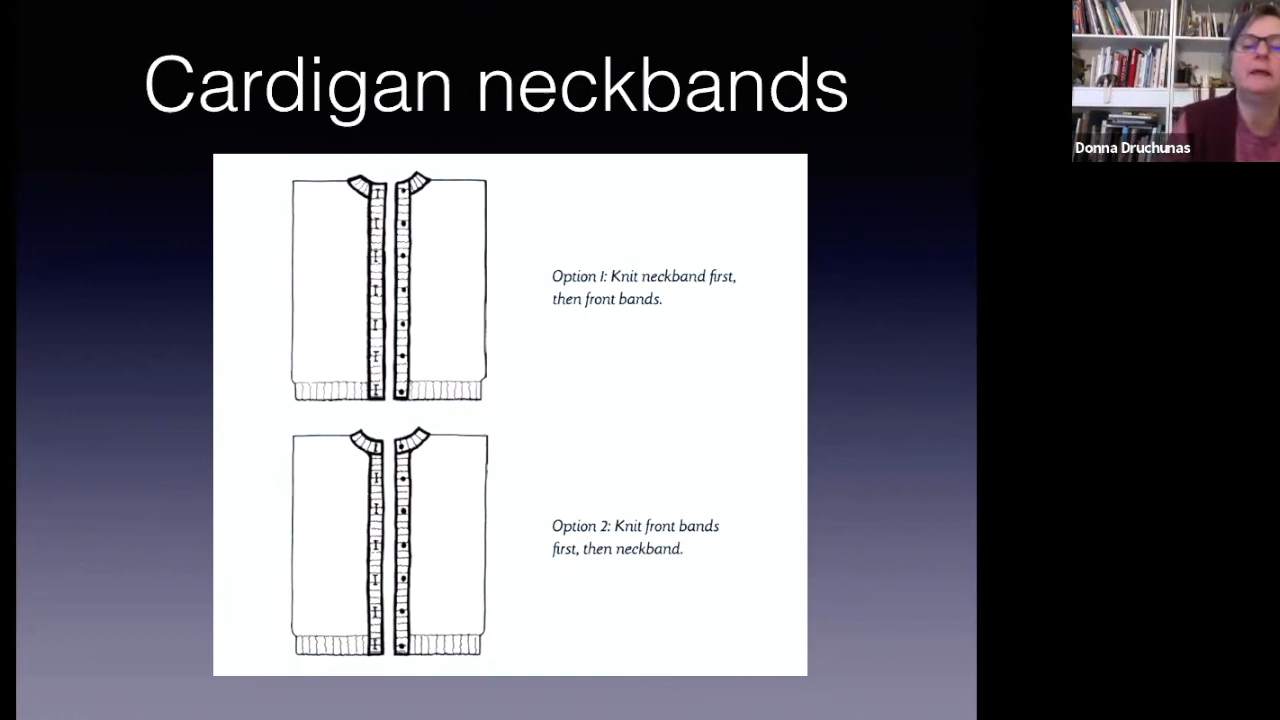 Cardigan neckbands
Donna Druchunas
Option 1: Knit neckband first,
then front bands.
Option 2: Knit front bands
first, then neckband.